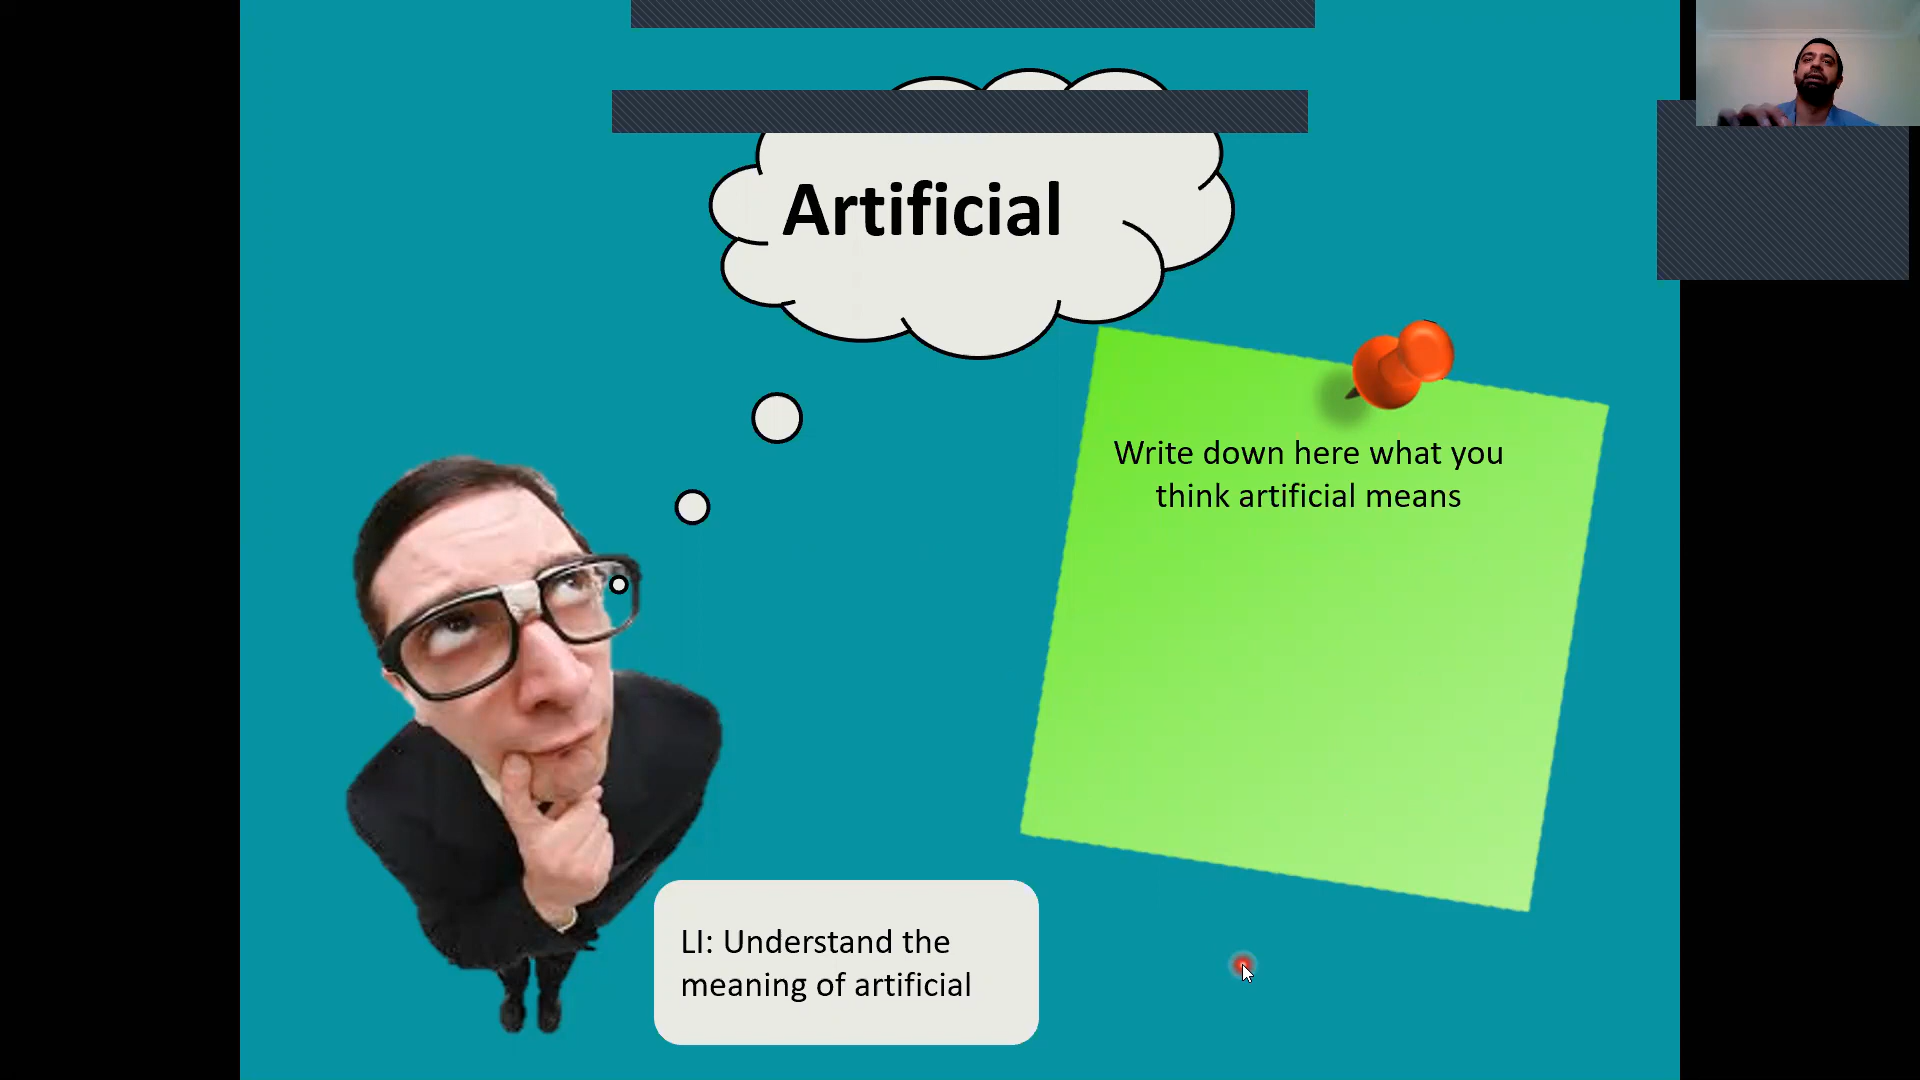 Artificial
Write down here what you
think artificial means
LI: Understand the
meaning of artificial